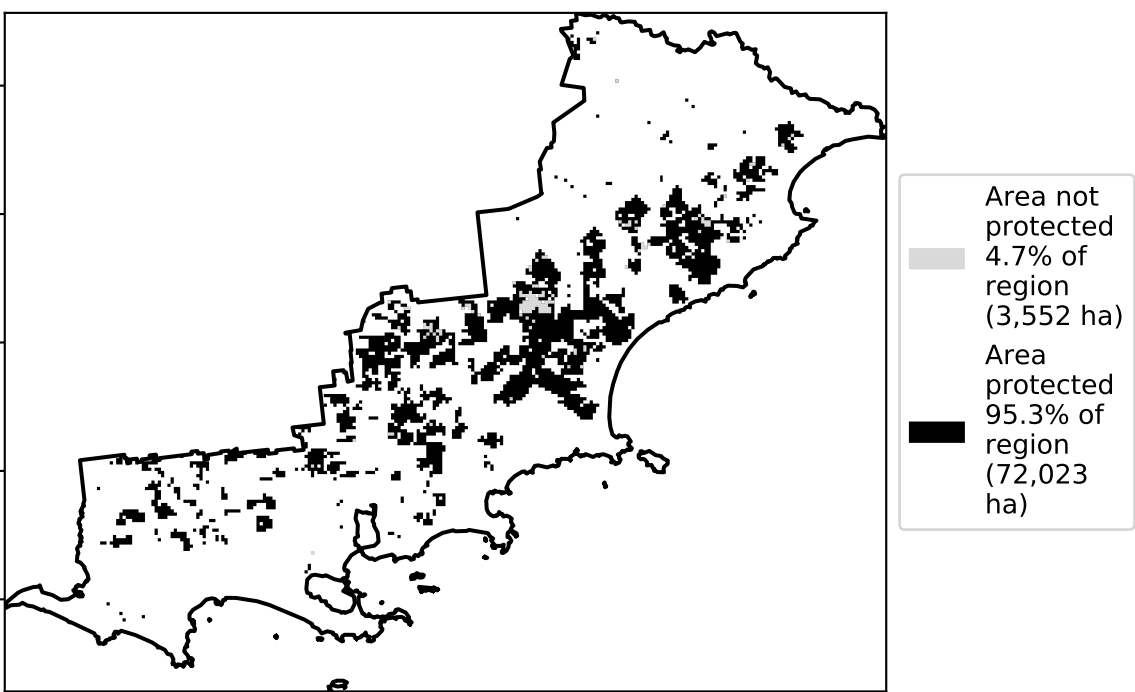 Area not
protected
4.7% of
region
(3,552 ha)
Area
protected
95.3% of
region
(72,023
ha)